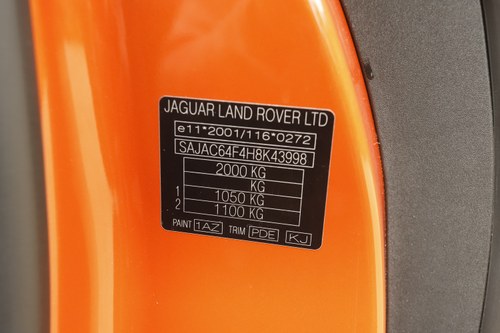 JAGUAR LAND ROVER LTD
e11*2001/116*0272
SAJAC64F4H8K43998
2000 KG
KG
1 1050 KG
2 1100 KG
PAINT 1AZ TRIM PDE KJ